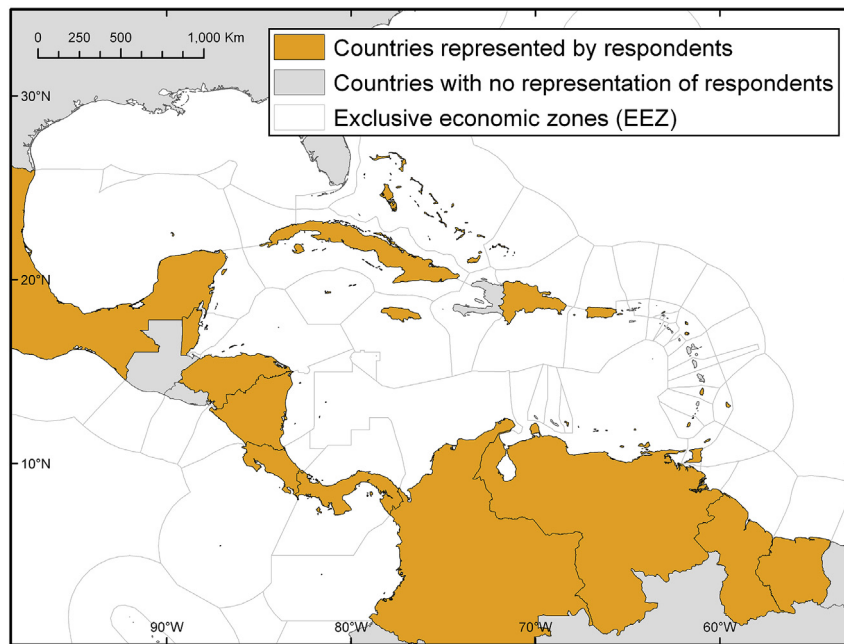 0 250 500 1,000 Km
Countries represented by respondents
Countries with no representation of respondents
Exclusive economic zones (EEZ)
30°N
20°N
10°N
90°W 80°W 70°W 60°W